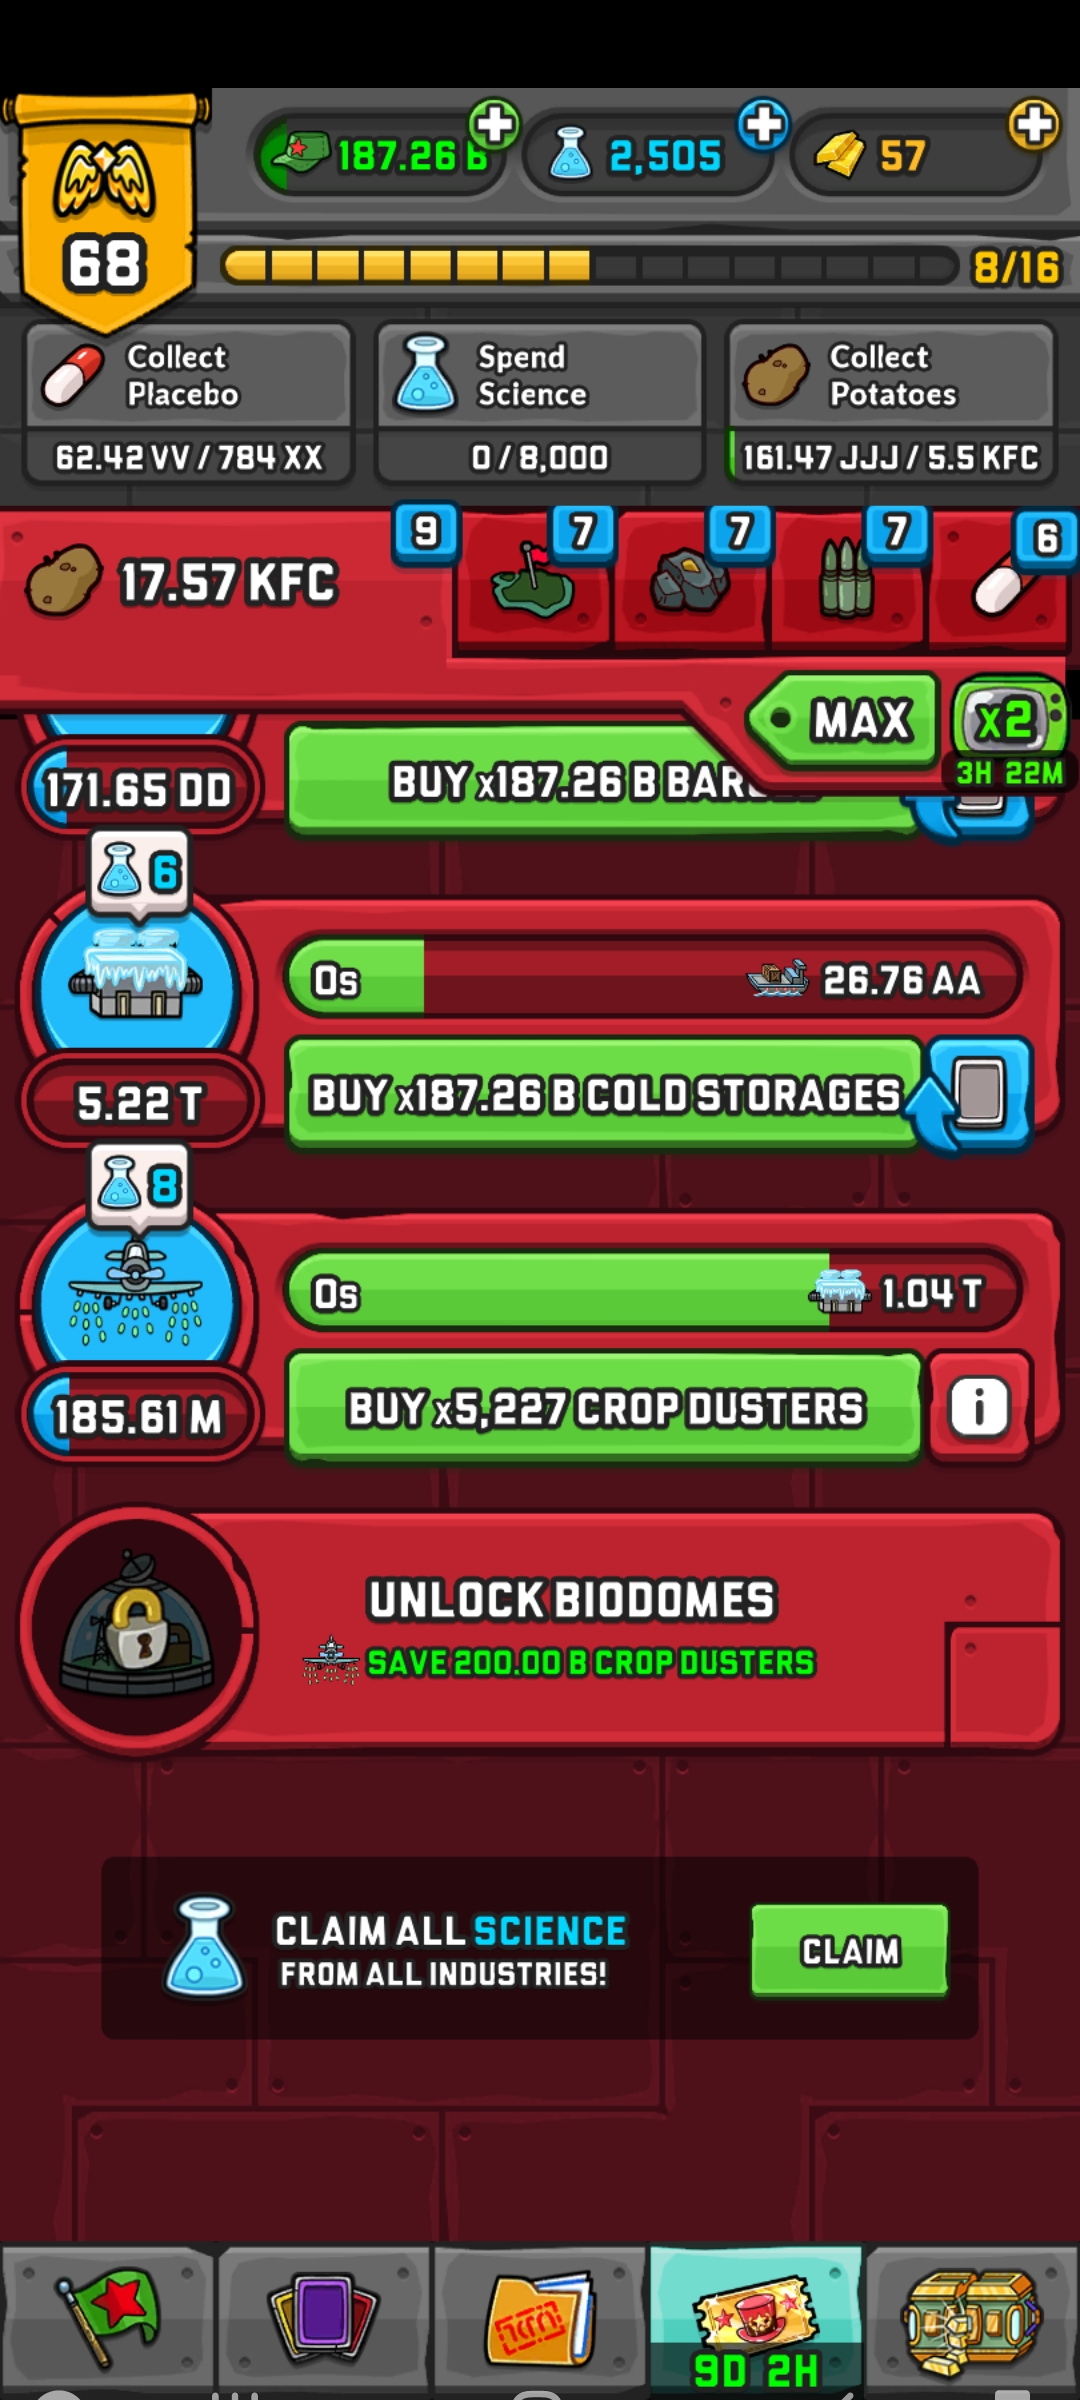 187.26 B
2,505
57
68
8/16
Collect
Placebo
62.42 VV / 784 XX
Spend
Science
0 / 8,000
Collect
Potatoes
161.47 JJJ / 5.5 KFC
17.57 KFC
9
7
7
7
6
MAX
x2
3H 22M
171.65 DD
BUY x187.26 B
6
0s
26.76 AA
5.22 T
BUY x187.26 B COLD STORAGES
8
0s
1.04 T
185.61 M
BUY x5,227 CROP DUSTERS
i
UNLOCK BIODOMES
SAVE 200.00 B CROP DUSTERS
CLAIM ALL SCIENCE
FROM ALL INDUSTRIES!
CLAIM
9D 2H